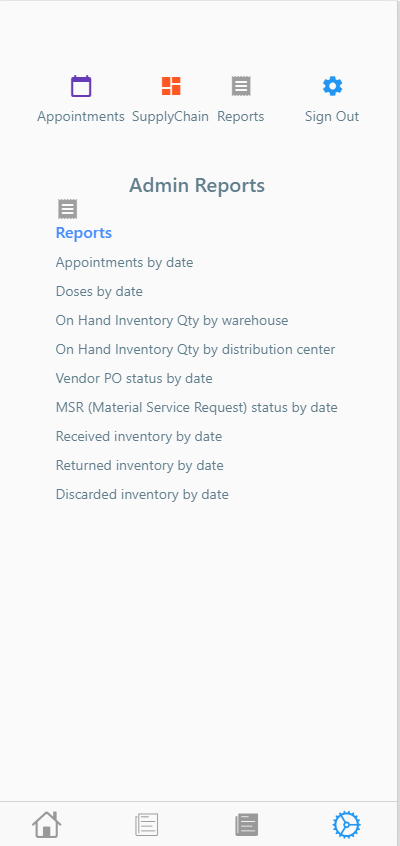 Appointments SupplyChain Reports Sign Out
Admin Reports
Reports
Appointments by date
Doses by date
On Hand Inventory Qty by warehouse
On Hand Inventory Qty by distribution center
Vendor PO status by date
MSR (Material Service Request) status by date
Received inventory by date
Returned inventory by date
Discarded inventory by date